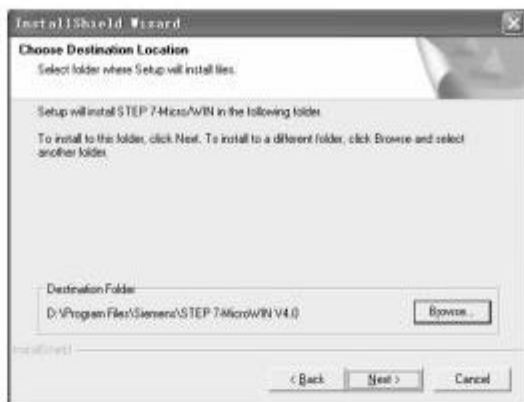 InstallShield Wizard
Choose Destination Location
Select folder where Setup will install files.
Setup will install STEP 7-Micro/WIN in the following folder.
To install to this folder, click Next. To install to a different folder, click Browse and select
another folder.
Destination Folder
D:\Program Files\Siemens\STEP 7-MicroWIN V4.0
Browse...
InstallShield
< Back
Next >
Cancel